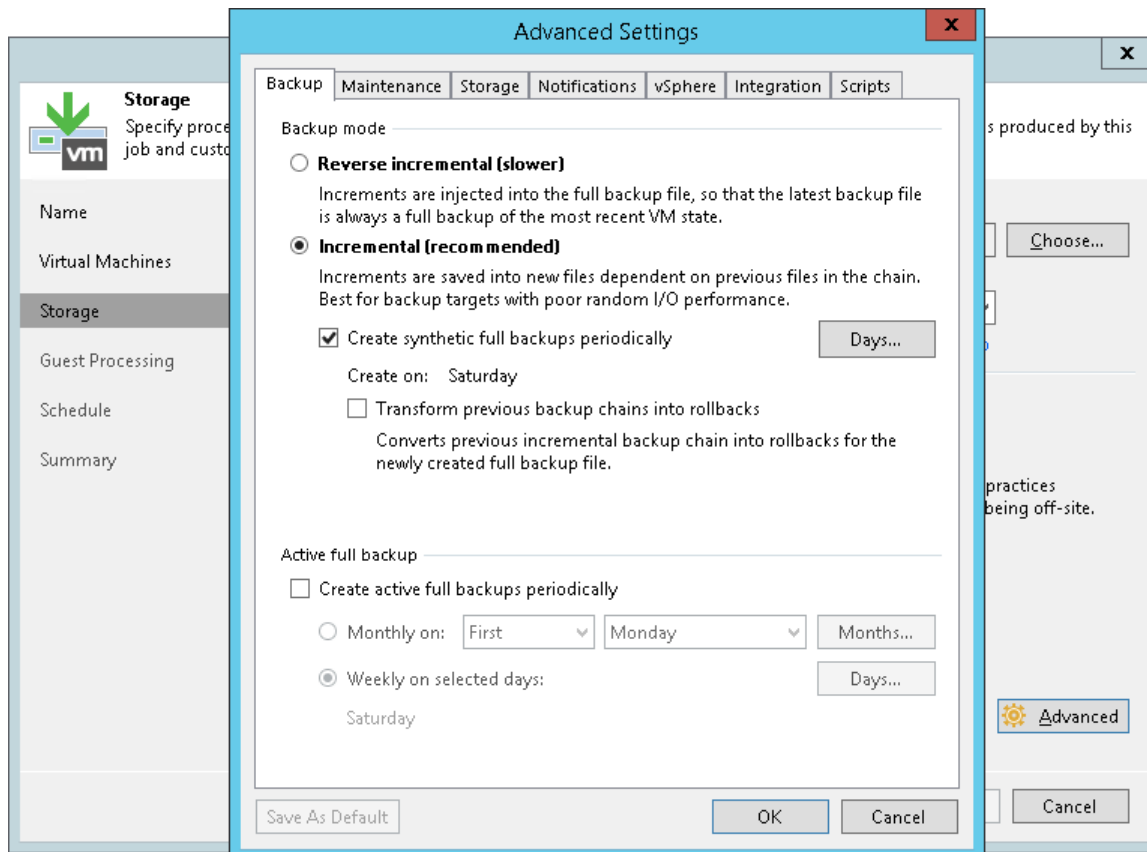 Advanced Settings
X
x
Storage
Specify proce
job and custo
s produced by this
vm
Name
Virtual Machines
Storage
Guest Processing
Schedule
Summary
Backup
Maintenance
Storage
Notifications
vSphere
Integration
Scripts
Backup mode
Reverse incremental (slower)
Increments are injected into the full backup file, so that the latest backup file
is always a full backup of the most recent VM state.
Incremental (recommended)
Increments are saved into new files dependent on previous files in the chain.
Best for backup targets with poor random I/O performance.
Create synthetic full backups periodically
Days...
Create on: Saturday
Transform previous backup chains into rollbacks
Converts previous incremental backup chain into rollbacks for the
newly created full backup file.
Active full backup
Create active full backups periodically
Monthly on: First Monday Months...
Weekly on selected days: Days...
Saturday
Save As Default
OK
Cancel
Choose...
practices
being off-site.
Advanced
Cancel